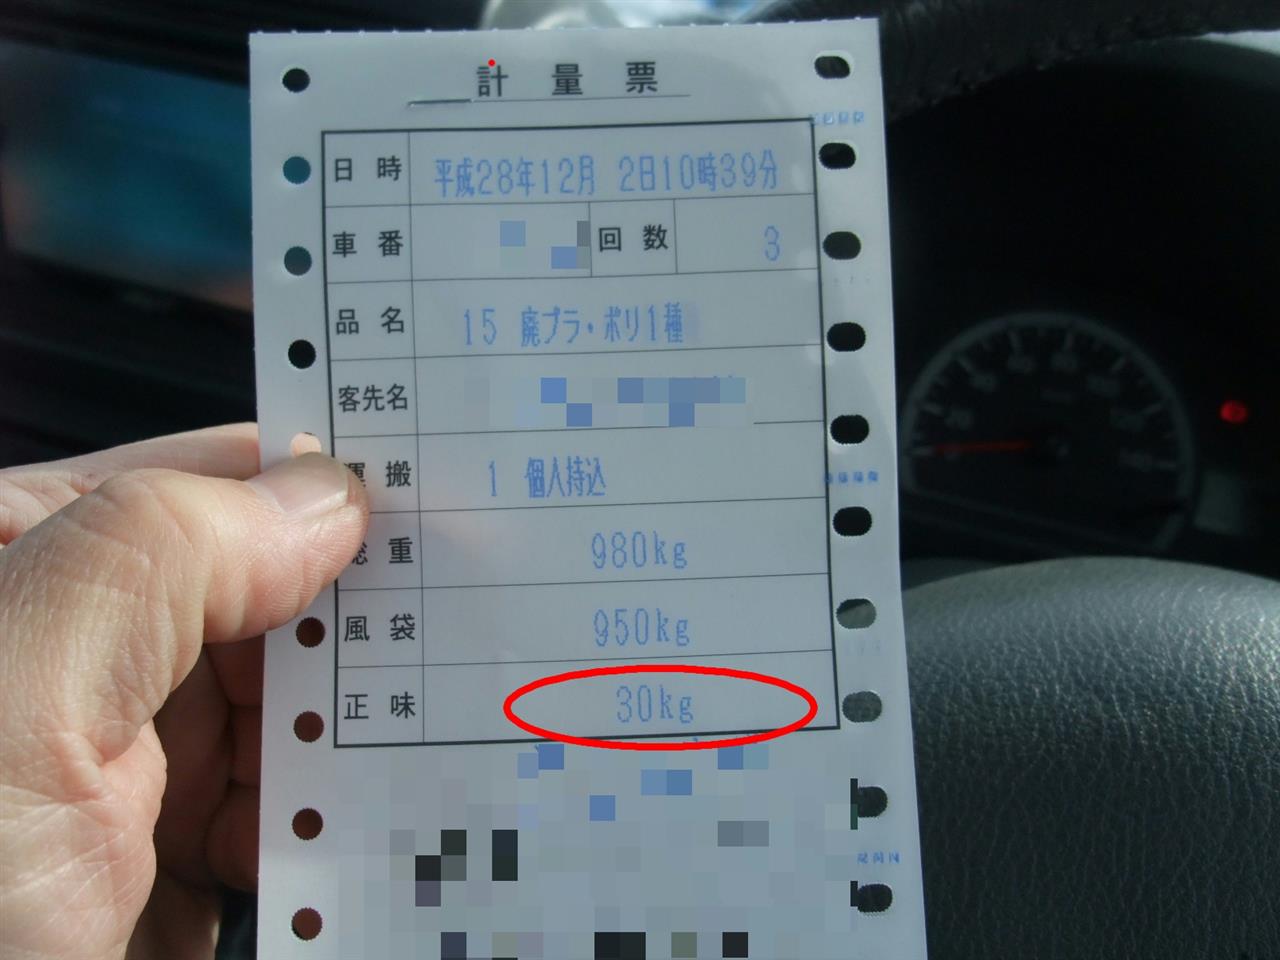 計量票
日時 平成28年12月 2日10時39分
車番 回数 3
品名 15 廃プラ・ポリ1種
客先名
運搬 1 個人持込
総重 980kg
風袋 950kg
正味 30kg